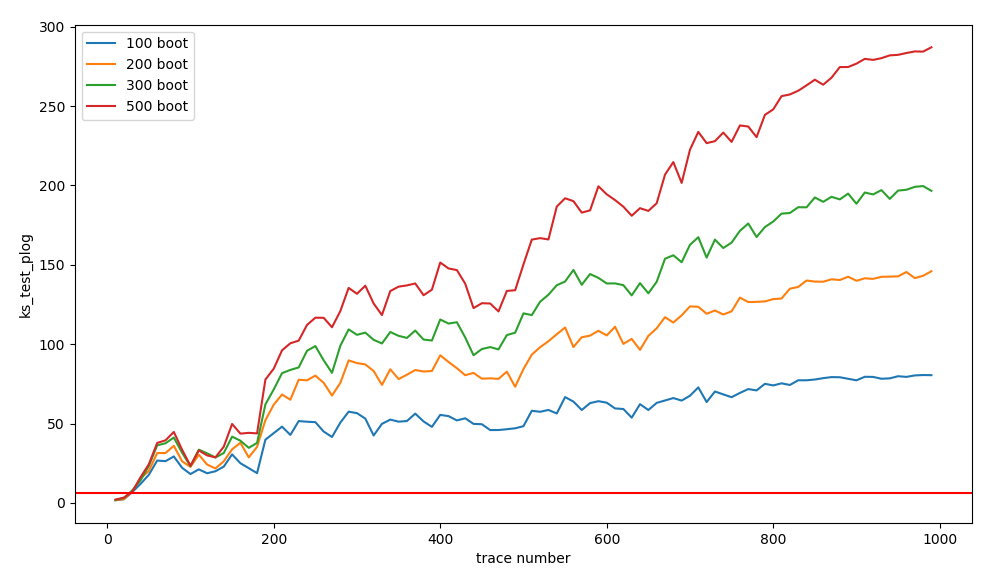 300
250
200
150
100
50
0
ks_test_plog
100 boot
200 boot
300 boot
500 boot
0 200 400 600 800 1000
trace number